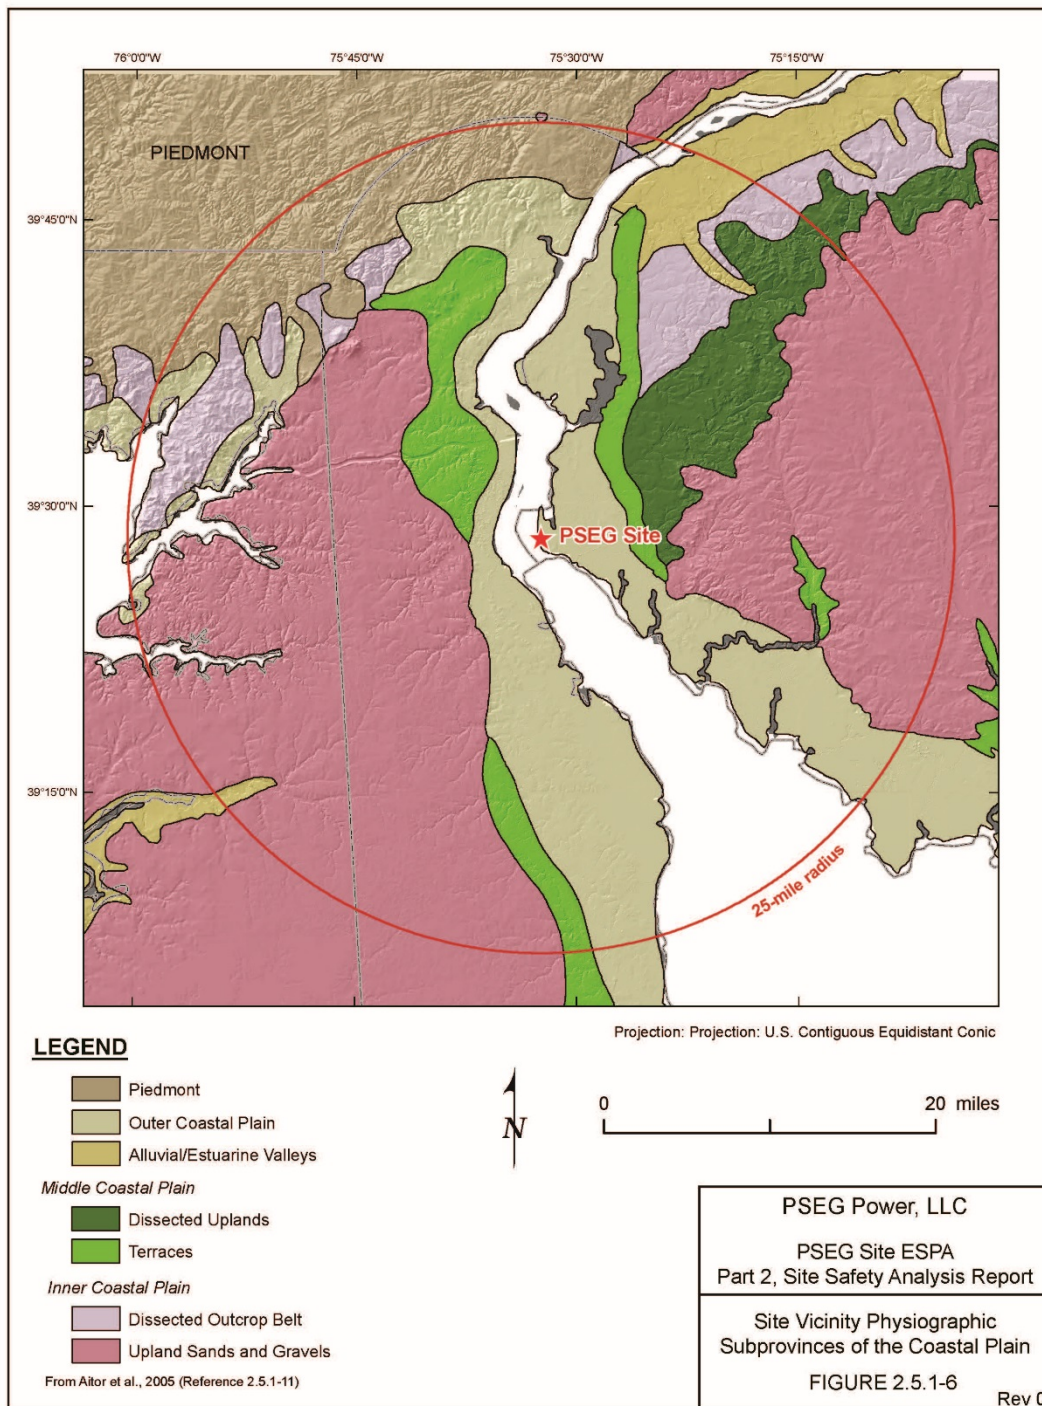 76°0'0"W 75°45'0"W 75°30'0"W 75°15'0"W
PIEDMONT
39°45'0"N
39°30'0"N
PSEG Site
39°15'0"N
25-mile radius
Projection: Projection: U.S. Contiguous Equidistant Conic
LEGEND
Piedmont
Outer Coastal Plain
Alluvial/Estuarine Valleys
Middle Coastal Plain
Dissected Uplands
Terraces
Inner Coastal Plain
Dissected Outcrop Belt
Upland Sands and Gravels
From Aitor et al., 2005 (Reference 2.5.1-11)
N
0 20 miles
PSEG Power, LLC
PSEG Site ESPA
Part 2, Site Safety Analysis Report
Site Vicinity Physiographic
Subprovinces of the Coastal Plain
FIGURE 2.5.1-6
Rev 0